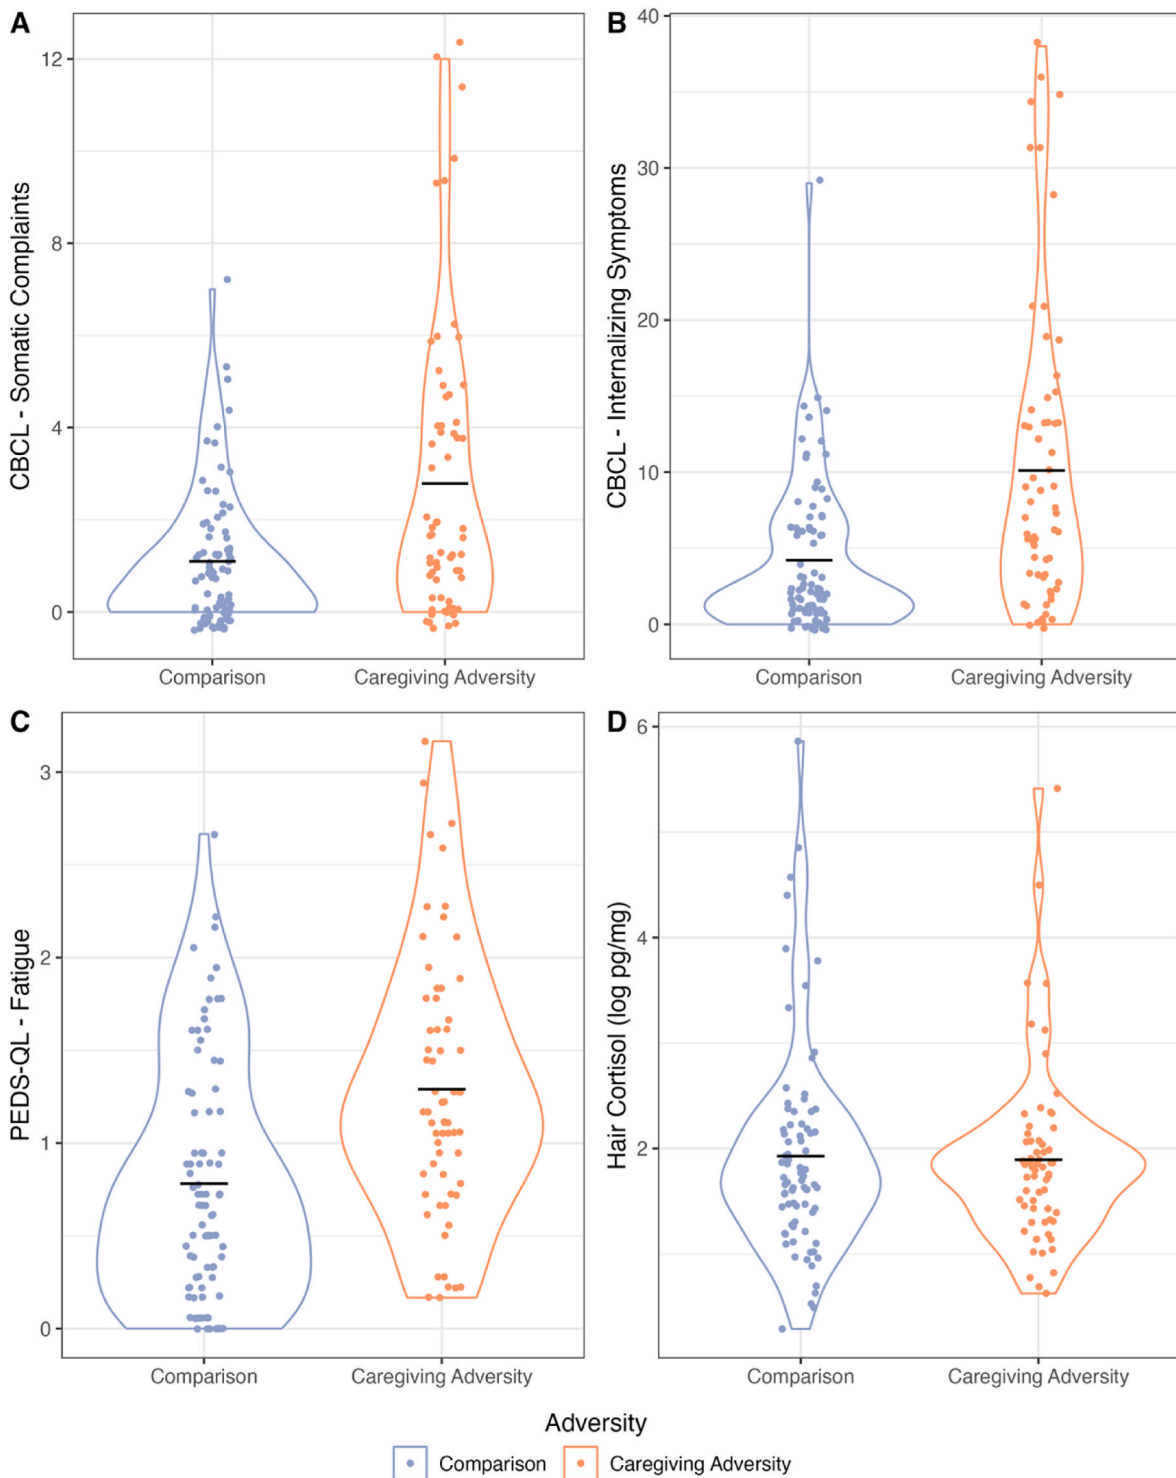 A
B
CBCL - Somatic Complaints
12
8
4
0
Comparison
Caregiving Adversity
CBCL - Internalizing Symptoms
40
30
20
10
0
Comparison
Caregiving Adversity
C
D
PEDS-QL - Fatigue
3
2
1
0
Comparison
Caregiving Adversity
Hair Cortisol (log pg/mg)
6
4
2
Comparison
Caregiving Adversity
Adversity
Comparison
Caregiving Adversity